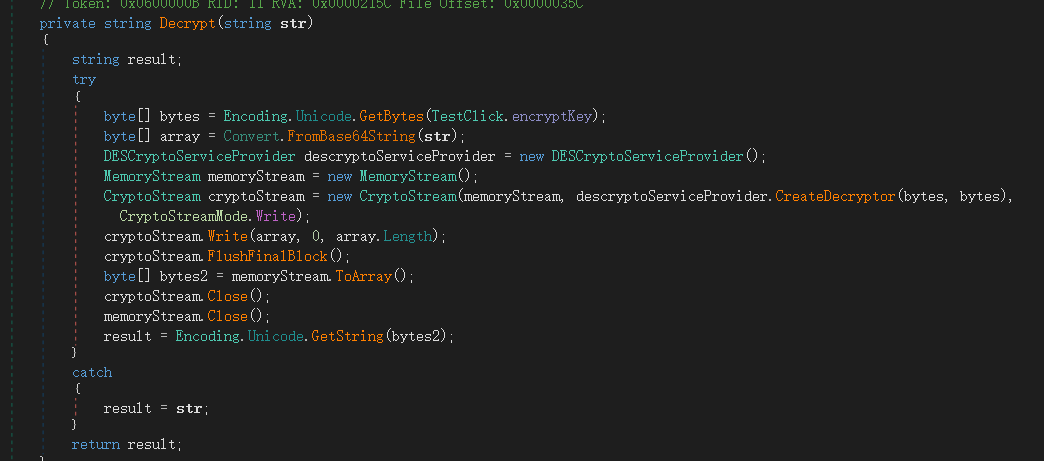 // Token: 0x0600000B RID: 11 RVA: 0x0000215C File Offset: 0x0000035C
private string Decrypt(string str)
{
string result;
try
{
byte[] bytes = Encoding.Unicode.GetBytes(TestClick.encryptKey);
byte[] array = Convert.FromBase64String(str);
DESCryptoServiceProvider descryptoServiceProvider = new DESCryptoServiceProvider();
MemoryStream memoryStream = new MemoryStream();
CryptoStream cryptoStream = new CryptoStream(memoryStream, descryptoServiceProvider.CreateDecryptor(bytes, bytes),
CryptoStreamMode.Write);
cryptoStream.Write(array, 0, array.Length);
cryptoStream.FlushFinalBlock();
byte[] bytes2 = memoryStream.ToArray();
cryptoStream.Close();
memoryStream.Close();
result = Encoding.Unicode.GetString(bytes2);
}
catch
{
result = str;
}
return result;
}